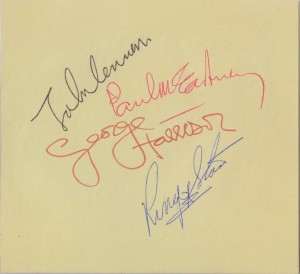 John Lennon
Paul McCartney
George
Harrison
Ringo Starr